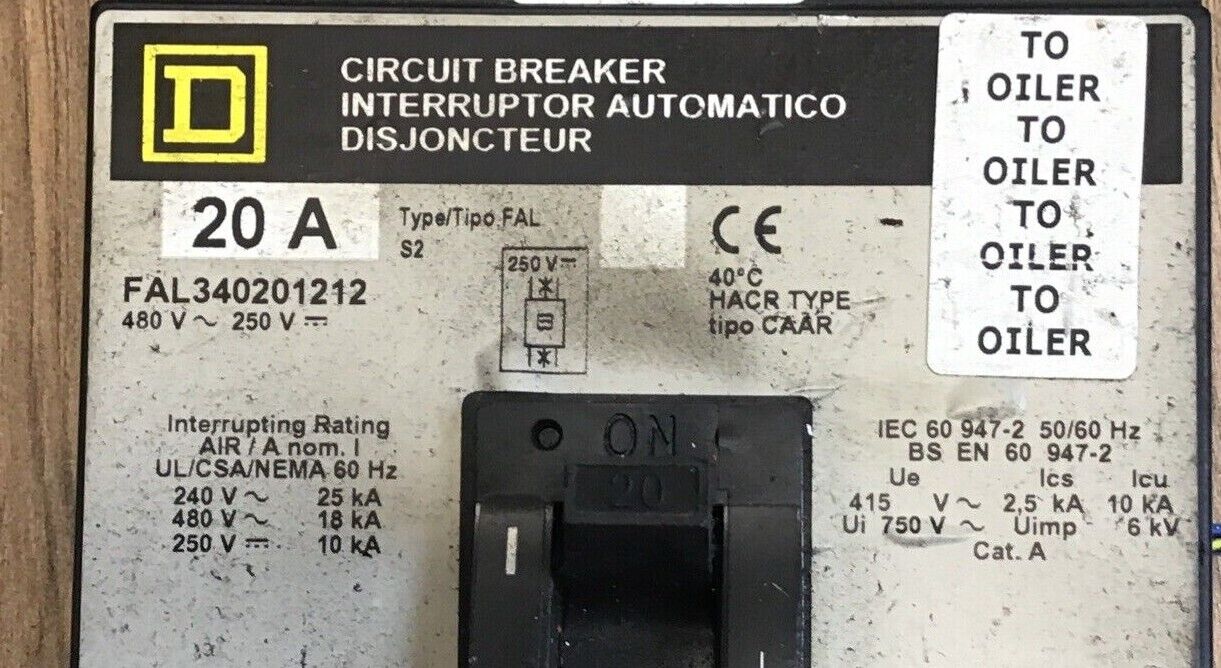 D
CIRCUIT BREAKER
INTERRUPTOR AUTOMATICO
DISJONCTEUR
TO
OILER
TO
OILER
TO
OILER
TO
OILER
20 A
Type/Tipo FAL
S2
FAL340201212
480 V ~ 250 V ⎓
250 V ⎓
CE
40°C
HACR TYPE
tipo CAAR
Interrupting Rating
AIR / A nom. I
UL/CSA/NEMA 60 Hz
240 V ~ 25 kA
480 V ~ 18 kA
250 V ⎓ 10 kA
ON
20
IEC 60 947-2 50/60 Hz
BS EN 60 947-2
Ue Ics Icu
415 V ~ 2,5 kA 10 kA
Ui 750 V ~ Uimp 6 kV
Cat. A